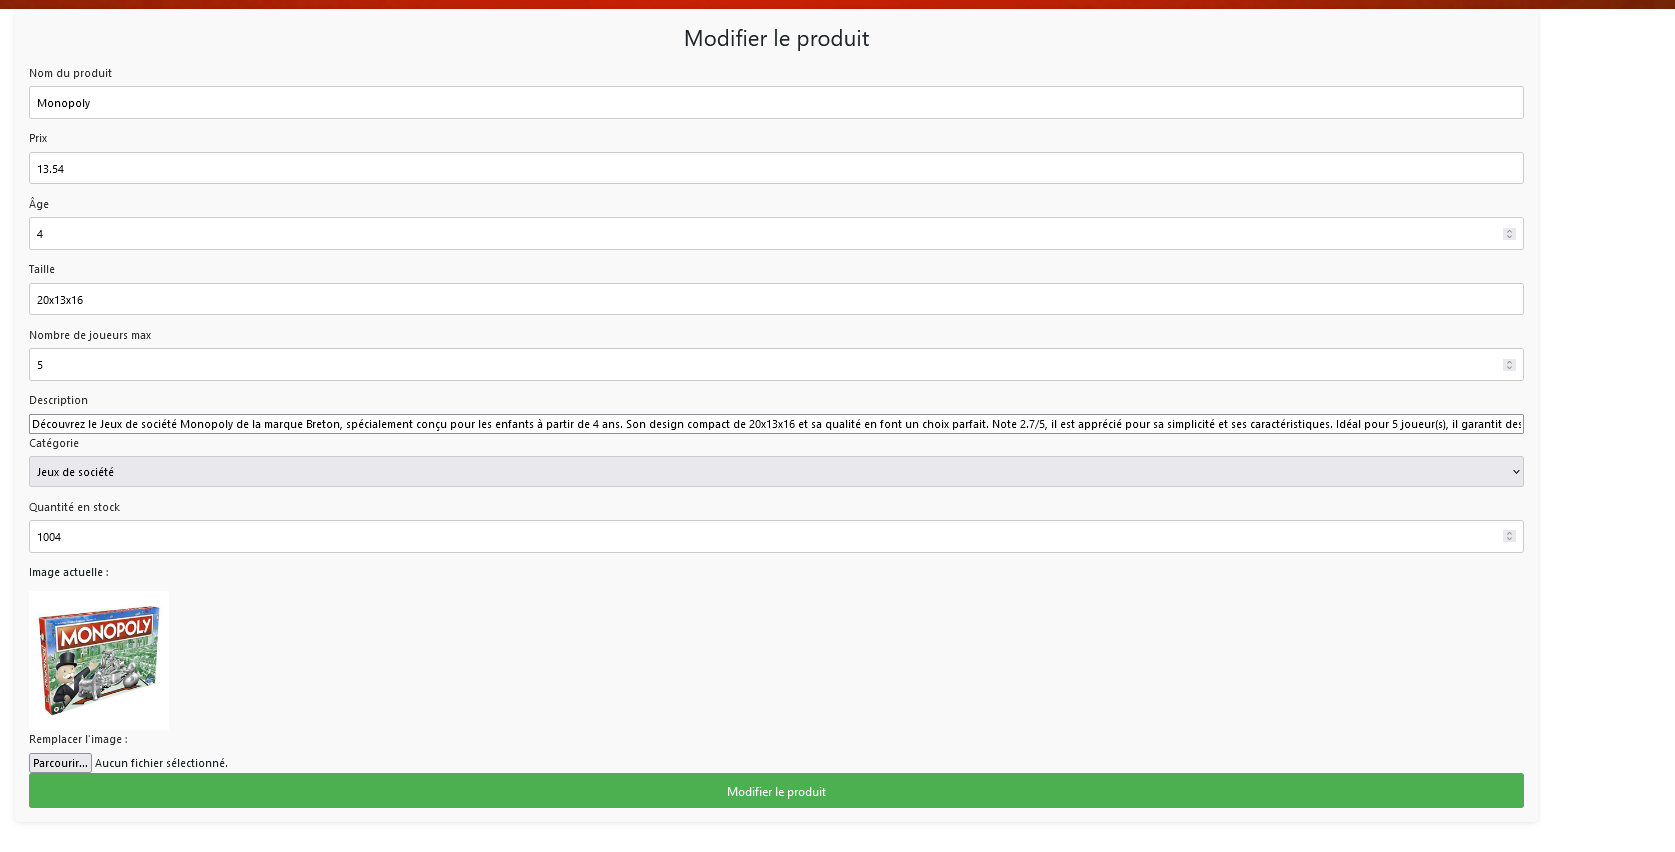 Modifier le produit
Nom du produit
Monopoly
Prix
13.54
Âge
4
Taille
20x13x16
Nombre de joueurs max
5
Description
Découvrez le Jeux de société Monopoly de la marque Breton, spécialement conçu pour les enfants à partir de 4 ans. Son design compact de 20x13x16 et sa qualité en font un choix parfait. Note 2.7/5, il est apprécié pour sa simplicité et ses caractéristiques. Idéal pour 5 joueur(s), il garantit des
Catégorie
Jeux de société
Quantité en stock
1004
Image actuelle :
MONOPOLY
Remplacer l'image :
Parcourir... Aucun fichier sélectionné.
Modifier le produit